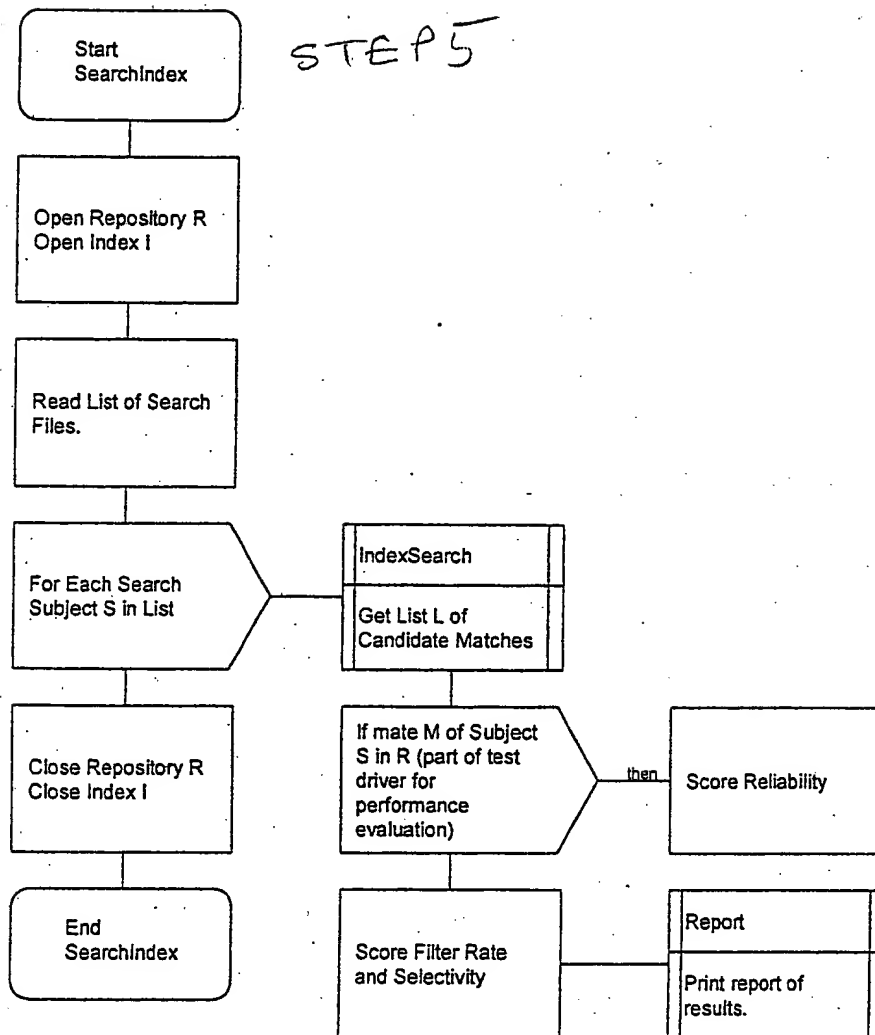 Start
SearchIndex
STEP 5
Open Repository R
Open Index I
Read List of Search
Files.
For Each Search
Subject S in List
IndexSearch
Get List L of
Candidate Matches
If mate M of Subject
S in R (part of test
driver for
performance
evaluation)
then
Score Reliability
Close Repository R
Close Index I
End
SearchIndex
Score Filter Rate
and Selectivity
Report
Print report of
results.